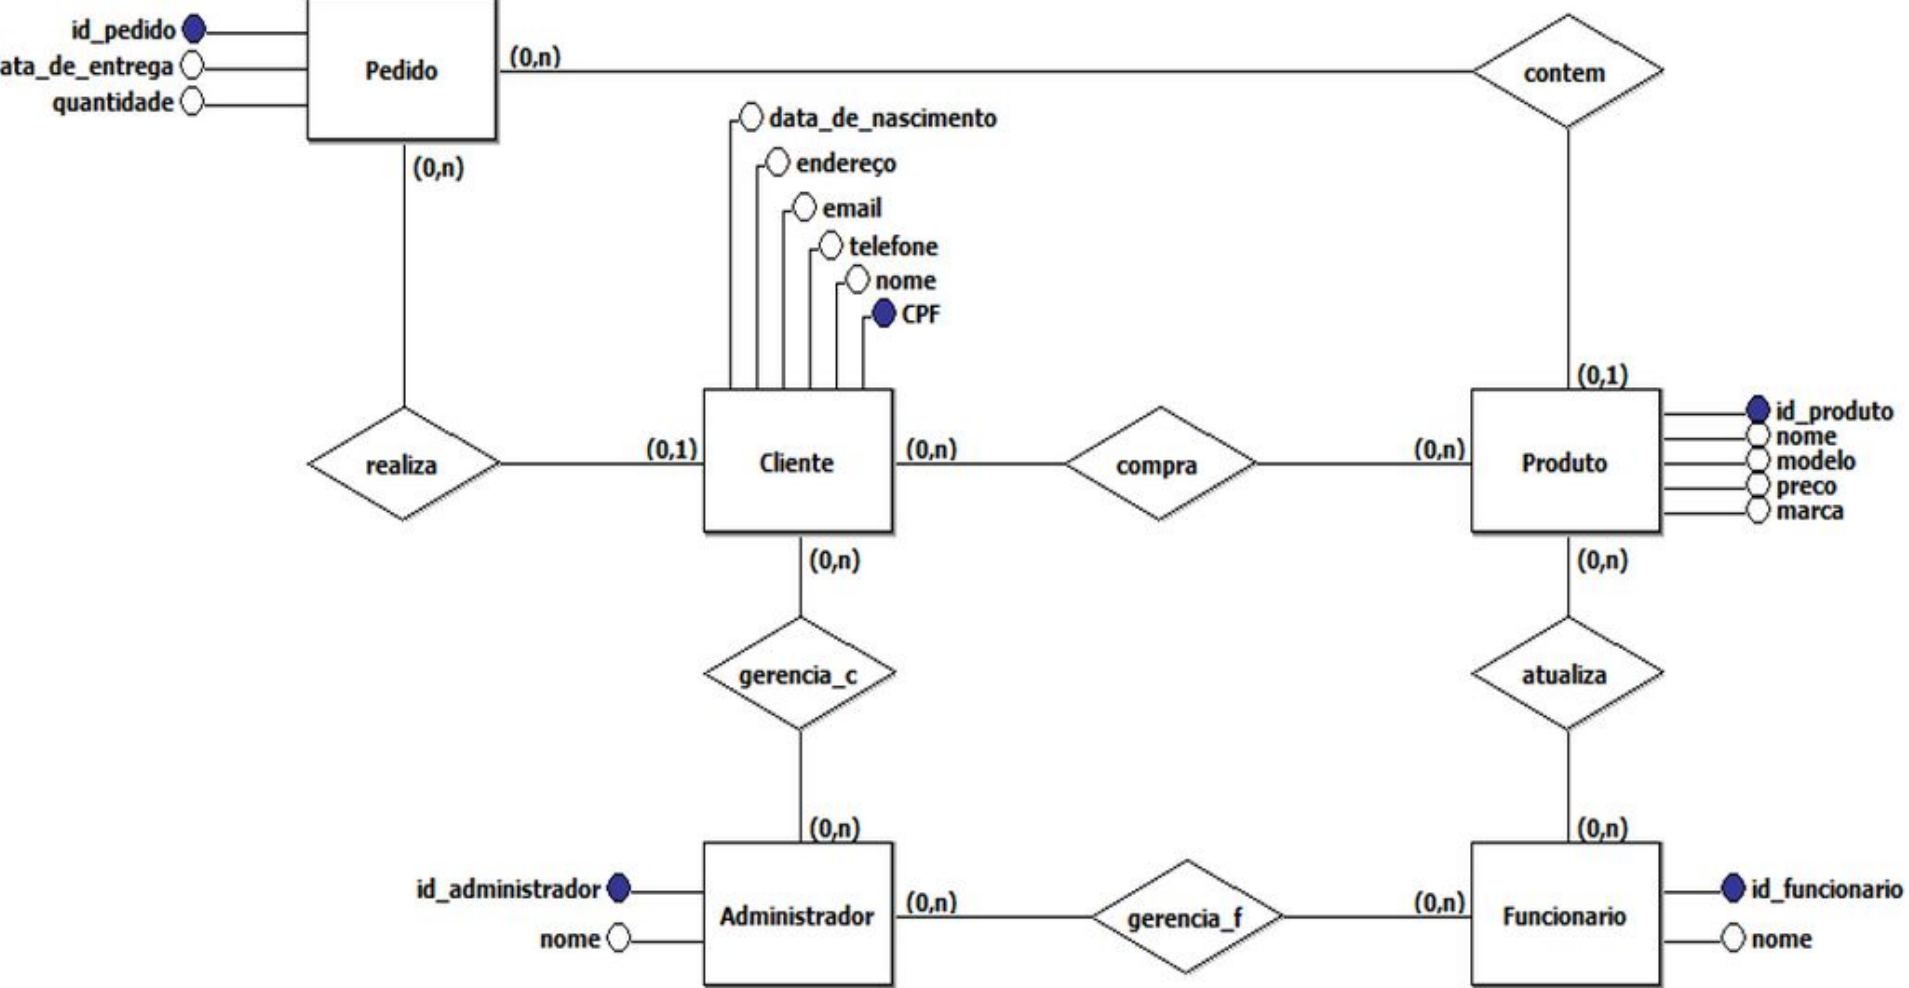 id_pedido
ata_de_entrega
quantidade
Pedido
(0,n)
contem
(0,n)
data_de_nascimento
endereço
email
telefone
nome
CPF
(0,1)
realiza
(0,1)
Cliente
(0,n)
compra
(0,n)
Produto
id_produto
nome
modelo
preco
marca
(0,n)
(0,n)
gerencia_c
atualiza
(0,n)
(0,n)
id_administrador
nome
Administrador
(0,n)
gerencia_f
(0,n)
Funcionario
id_funcionario
nome